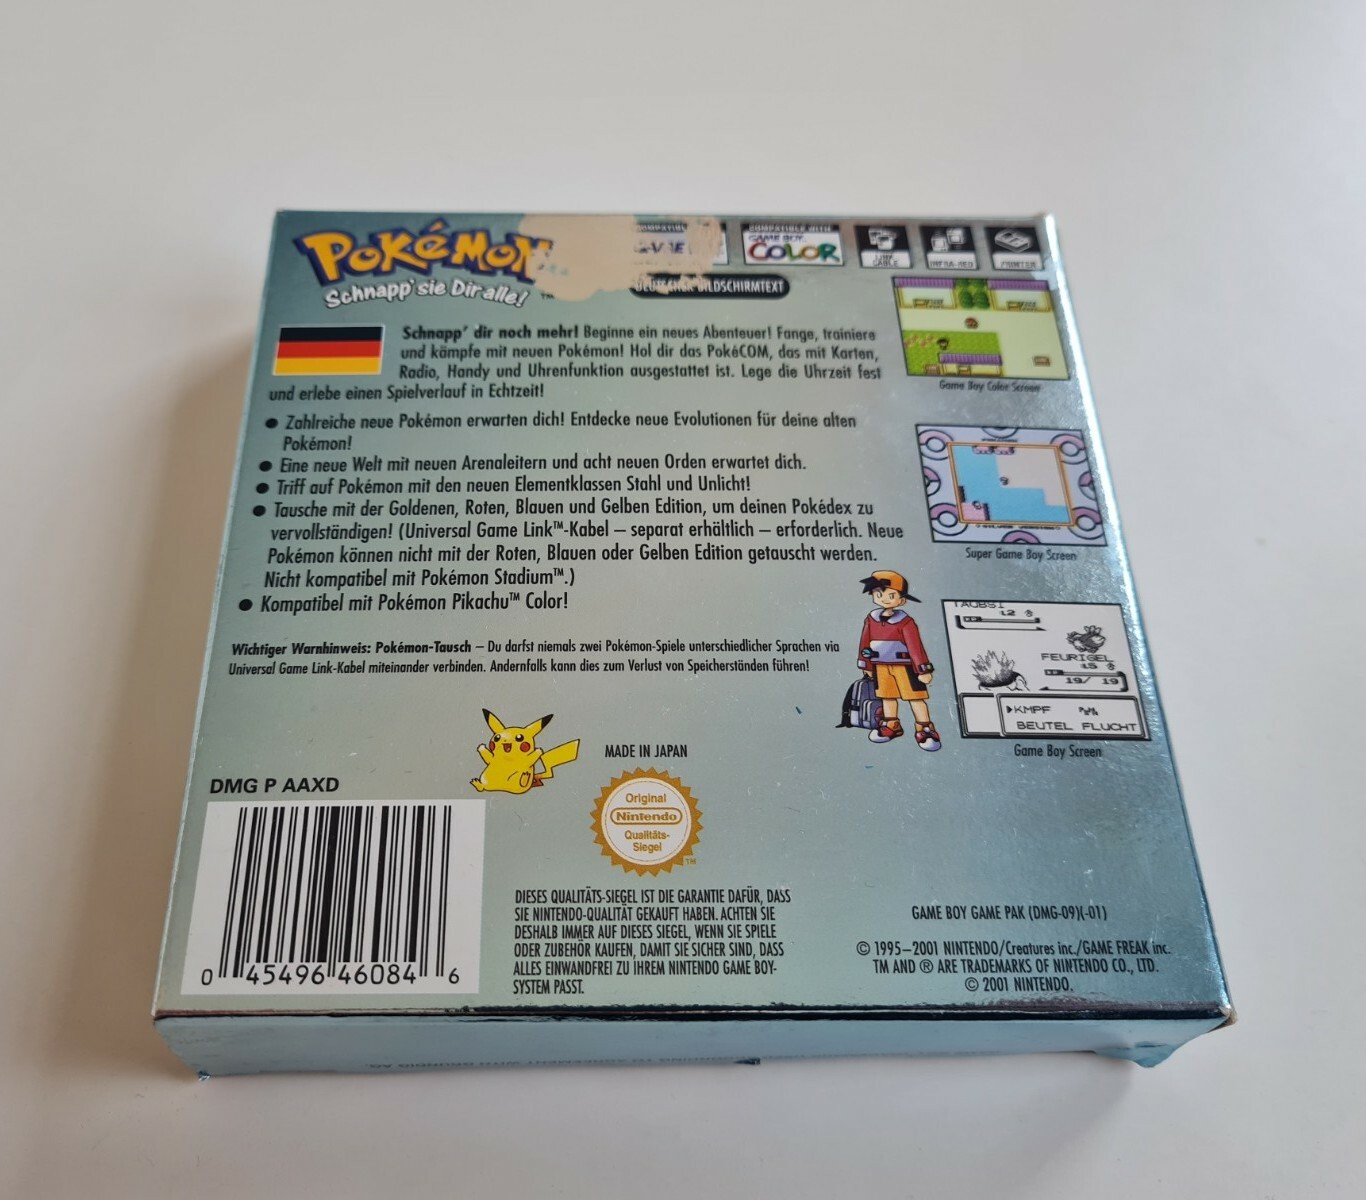 POKéMON
Schnapp' sie Dir alle!
COMPATIBLE WITH
GAME BOY
COLOR
LINK CABLE
INFRA-RED
PRINTER
DEUTSCHER BILDSCHIRMTEXT
Schnapp' dir noch mehr! Beginne ein neues Abenteuer! Fange, trainiere
und kämpfe mit neuen Pokémon! Hol dir das PokéCOM, das mit Karten,
Radio, Handy und Uhrenfunktion ausgestattet ist. Lege die Uhrzeit fest
und erlebe einen Spielverlauf in Echtzeit!
● Zahlreiche neue Pokémon erwarten dich! Entdecke neue Evolutionen für deine alten
Pokémon!
● Eine neue Welt mit neuen Arenaleitern und acht neuen Orden erwartet dich.
● Triff auf Pokémon mit den neuen Elementklassen Stahl und Unlicht!
● Tausche mit der Goldenen, Roten, Blauen und Gelben Edition, um deinen Pokédex zu
vervollständigen! (Universal Game Link™-Kabel – separat erhältlich – erforderlich. Neue
Pokémon können nicht mit der Roten, Blauen oder Gelben Edition getauscht werden.
Nicht kompatibel mit Pokémon Stadium™.)
● Kompatibel mit Pokémon Pikachu™ Color!
Wichtiger Warnhinweis: Pokémon-Tausch – Du darfst niemals zwei Pokémon-Spiele unterschiedlicher Sprachen via
Universal Game Link-Kabel miteinander verbinden. Andernfalls kann dies zum Verlust von Speicherständen führen!
Game Boy Color Screen
Super Game Boy Screen
TAUBSI
:L2 ♂
FEURIGEL
:L5 ♂
19/ 19
▶KMPF
BEUTEL FLUCHT
Game Boy Screen
MADE IN JAPAN
Original
Nintendo
Qualitäts-
Siegel
TM
DMG P AAXD
0 45496 46084 6
DIESES QUALITÄTS-SIEGEL IST DIE GARANTIE DAFÜR, DASS
SIE NINTENDO-QUALITÄT GEKAUFT HABEN. ACHTEN SIE
DESHALB IMMER AUF DIESES SIEGEL, WENN SIE SPIELE
ODER ZUBEHÖR KAUFEN, DAMIT SIE SICHER SIND, DASS
ALLES EINWANDFREI ZU IHREM NINTENDO GAME BOY-
SYSTEM PASST.
GAME BOY GAME PAK (DMG-09)(-01)
© 1995–2001 NINTENDO/Creatures inc./GAME FREAK inc.
TM AND ® ARE TRADEMARKS OF NINTENDO CO., LTD.
© 2001 NINTENDO.